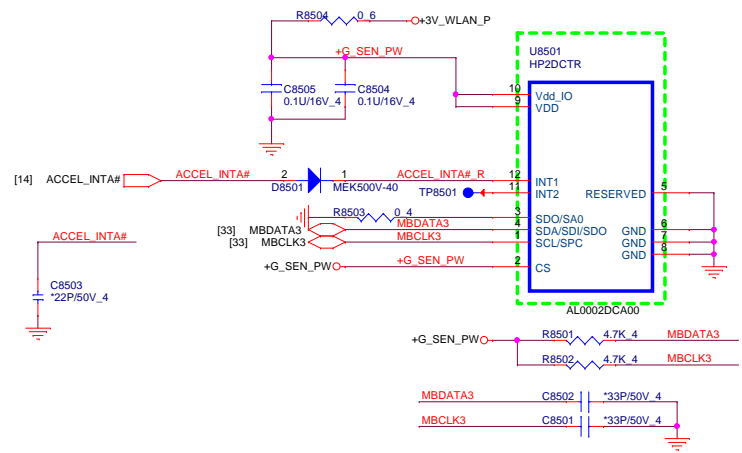 R8504 0_6 +3V_WLAN_P
+G_SEN_PW
C8505
0.1U/16V_4
C8504
0.1U/16V_4
U8501
HP2DCTR
10 Vdd_IO
9 VDD
[14] ACCEL_INTA# ACCEL_INTA# 2 1 ACCEL_INTA#_R 12 INT1
D8501 MEK500V-40
TP8501 11 INT2
RESERVED 5
R8503 0_4 3 SDO/SA0
[33] MBDATA3 MBDATA3 4 SDA/SDI/SDO GND 6
[33] MBCLK3 MBCLK3 1 SCL/SPC GND 7
GND 8
+G_SEN_PW +G_SEN_PW 2 CS
ACCEL_INTA#
C8503
*22P/50V_4
AL0002DCA00
+G_SEN_PW R8501 4.7K_4 MBDATA3
R8502 4.7K_4 MBCLK3
MBDATA3 C8502 *33P/50V_4
MBCLK3 C8501 *33P/50V_4